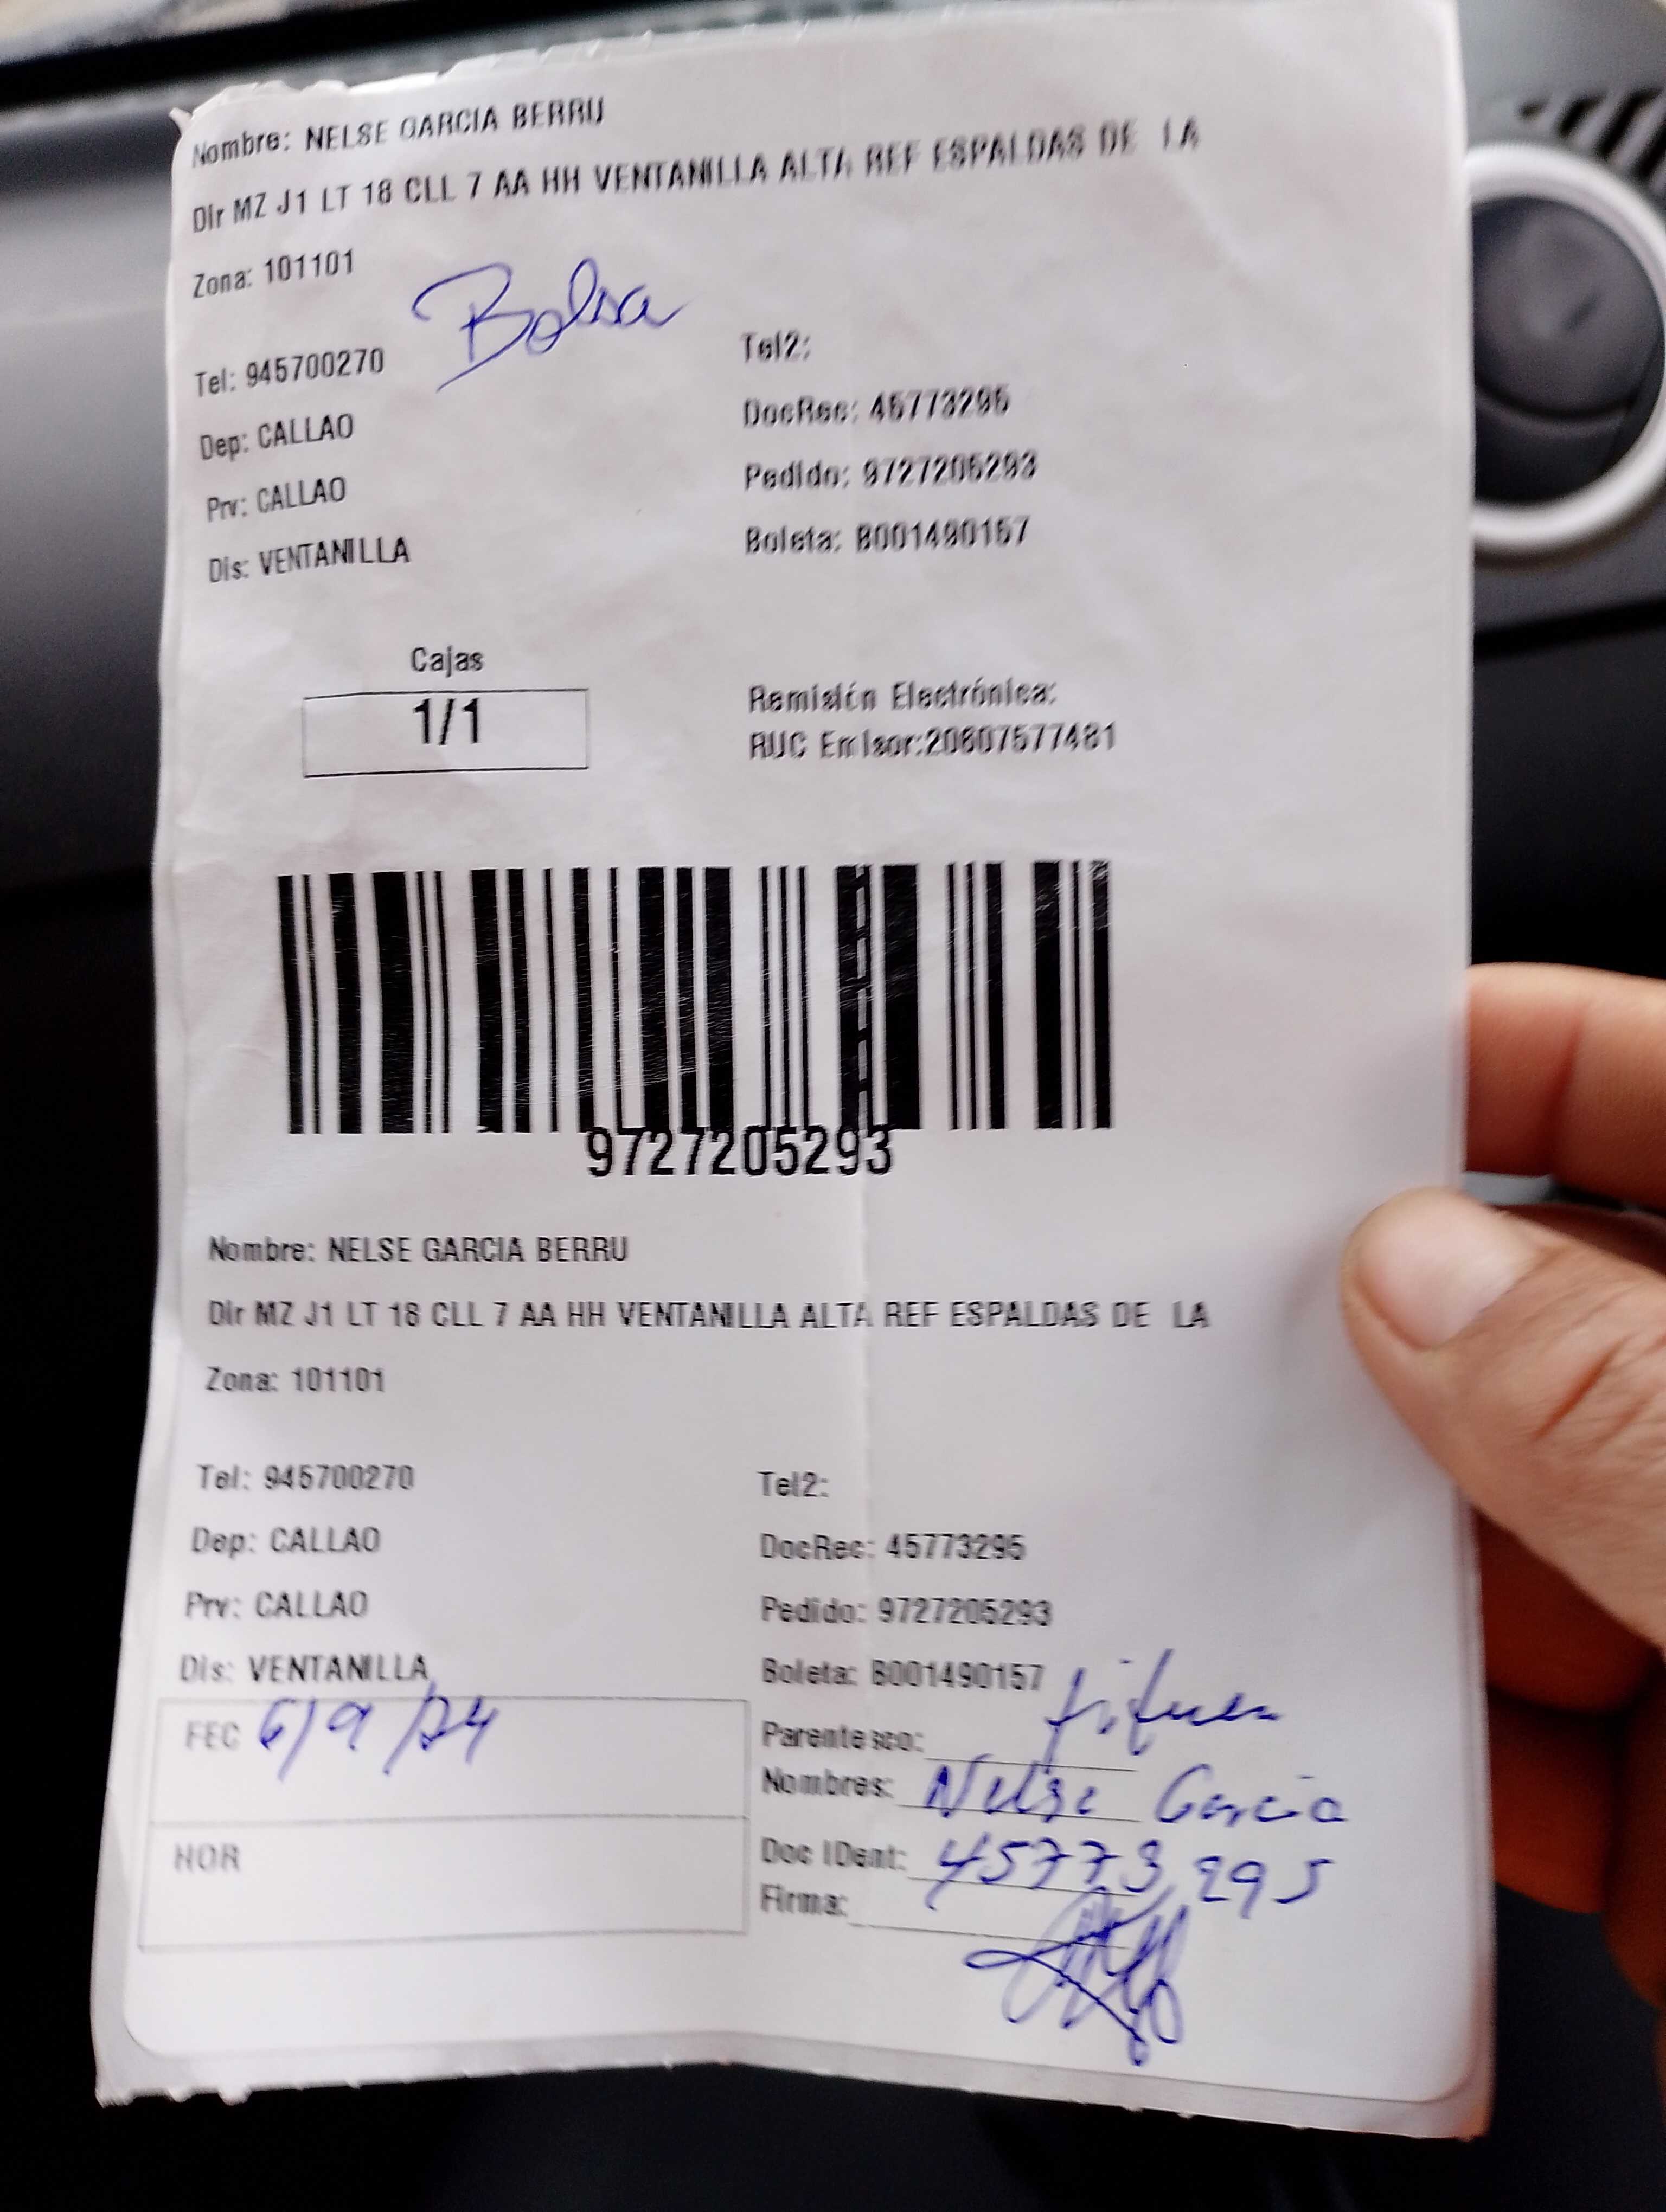 Nombre: NELSE GARCIA BERRU
Dir MZ J1 LT 18 CLL 7 AA HH VENTANILLA ALTA REF ESPALDAS DE LA
Zona: 101101
Bolsa
Tel: 945700270
Tel2:
Dep: CALLAO
DocRec: 45773295
Prv: CALLAO
Pedido: 9727205293
Dis: VENTANILLA
Boleta: B001490157
Cajas
1/1
Remisión Electrónica:
RUC Emisor:20607577481
9727205293
Nombre: NELSE GARCIA BERRU
Dir MZ J1 LT 18 CLL 7 AA HH VENTANILLA ALTA REF ESPALDAS DE LA
Zona: 101101
Tel: 945700270
Tel2:
Dep: CALLAO
DocRec: 45773295
Prv: CALLAO
Pedido: 9727205293
Dis: VENTANILLA
Boleta: B001490157
FEC 6/9/24
Parentesco:
Nombres: Nelse Garcia
HOR
Doc IDent: 45773295
Firma: